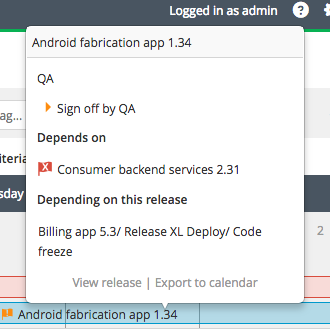 Logged in as admin ?
Android fabrication app 1.34
QA
Sign off by QA
ag...
Depends on
iteria
Consumer backend services 2.31
sday
Depending on this release
Billing app 5.3/ Release XL Deploy/ Code
freeze
2
View release | Export to calendar
Android fabrication app 1.34